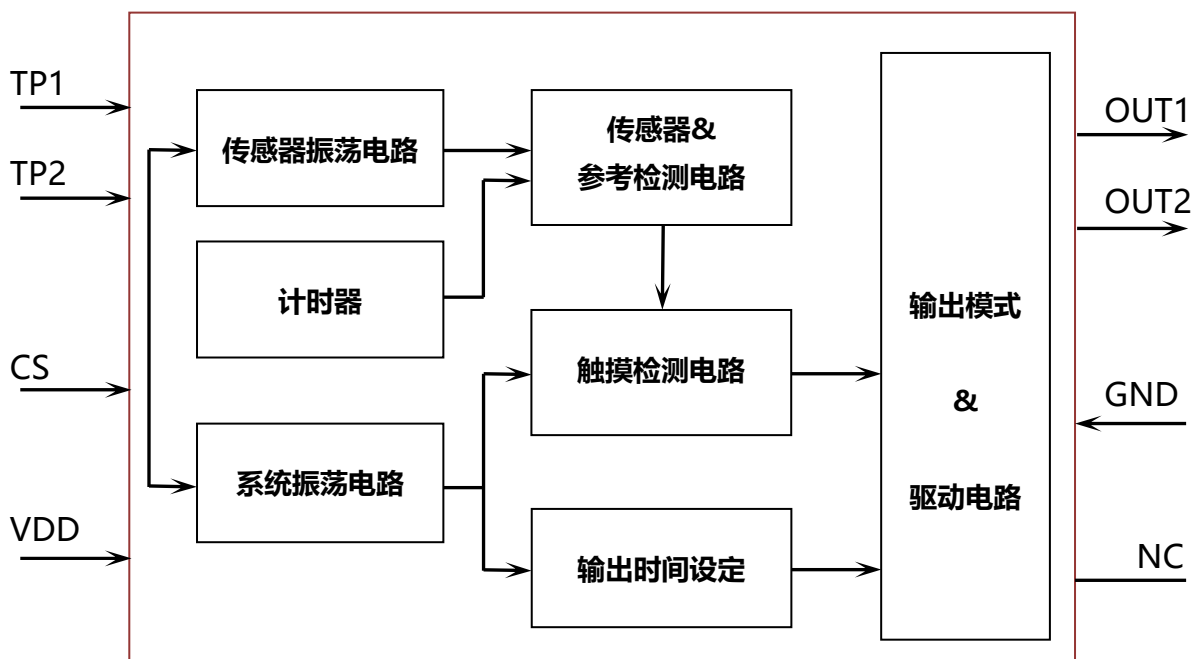 TP1
TP2
CS
VDD
传感器振荡电路
计时器
系统振荡电路
传感器&
参考检测电路
触摸检测电路
输出时间设定
输出模式
&
驱动电路
OUT1
OUT2
GND
NC